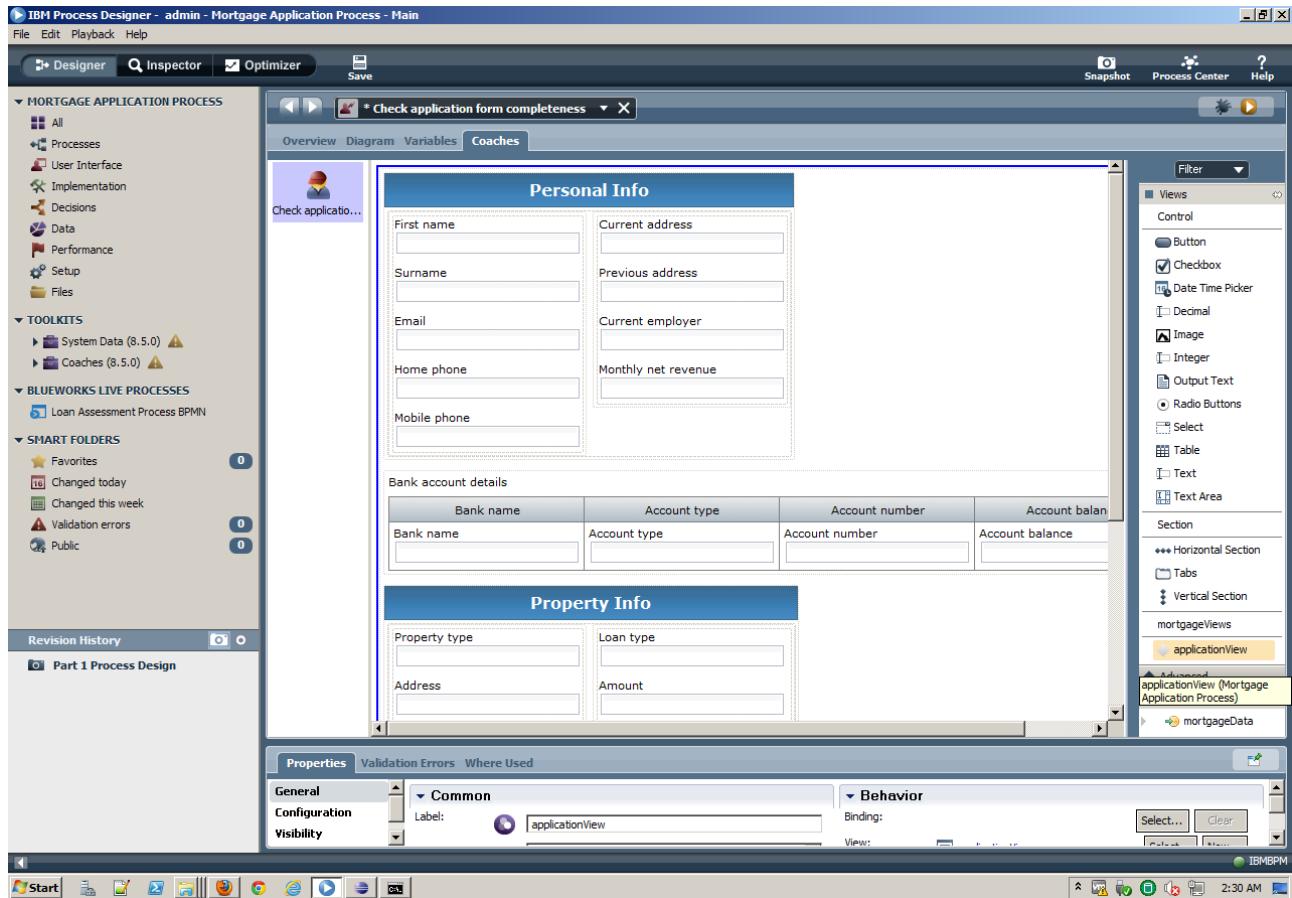 IBM Process Designer - admin - Mortgage Application Process - Main
File Edit Playback Help
Designer Inspector Optimizer Save Snapshot Process Center Help
MORTGAGE APPLICATION PROCESS
All
Processes
User Interface
Implementation
Decisions
Data
Performance
Setup
Files
TOOLKITS
System Data (8.5.0)
Coaches (8.5.0)
BLUEWORKS LIVE PROCESSES
Loan Assessment Process BPMN
SMART FOLDERS
Favorites 0
Changed today
Changed this week
Validation errors 0
Public 0
Revision History
Part 1 Process Design
* Check application form completeness
Overview Diagram Variables Coaches
Check applicatio...
Personal Info
First name Current address
Surname Previous address
Email Current employer
Home phone Monthly net revenue
Mobile phone
Bank account details
Bank name Account type Account number Account balan
Bank name Account type Account number Account balance
Property Info
Property type Loan type
Address Amount
Filter
Views
Control
Button
Checkbox
Date Time Picker
Decimal
Image
Integer
Output Text
Radio Buttons
Select
Table
Text
Text Area
Section
Horizontal Section
Tabs
Vertical Section
mortgageViews
applicationView
Advanced
applicationView (Mortgage
Application Process)
mortgageData
Properties Validation Errors Where Used
General
Configuration
Visibility
Common
Label: applicationView
Behavior
Binding: Select... Clear
View:
IBMBPM
Start 2:30 AM